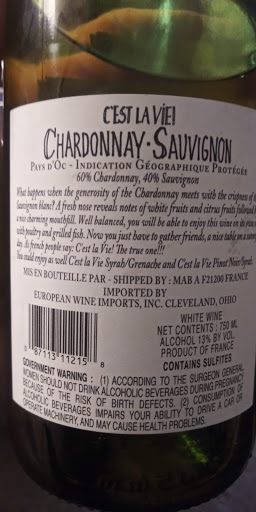 C'EST LA VIE!
CHARDONNAY · SAUVIGNON
PAYS D'OC - INDICATION GÉOGRAPHIQUE PROTÉGÉE
60% Chardonnay, 40% Sauvignon
What happens when the generosity of the Chardonnay meets with the crispness of
Sauvignon blanc? A fresh nose reveals notes of white fruits and citrus fruits followed
a nice charming mouthfill. Well balanced, you will be able to enjoy this wine on its own
with poultry and grilled fish. Now you just have to gather friends, a nice table on a
day. As french people say: C'est la Vie! The true one!!!
You could enjoy as well C'est la Vie Syrah/Grenache and C'est la Vie Pinot Noir/Syrah.
MIS EN BOUTEILLE PAR - SHIPPED BY : MAB À F21200 FRANCE
IMPORTED BY
EUROPEAN WINE IMPORTS, INC. CLEVELAND, OHIO
WHITE WINE
NET CONTENTS : 750 ML
ALCOHOL 13% BY VOL.
PRODUCT OF FRANCE
CONTAINS SULFITES
87113 11215 8
GOVERNMENT WARNING : (1) ACCORDING TO THE SURGEON GENERAL,
WOMEN SHOULD NOT DRINK ALCOHOLIC BEVERAGES DURING PREGNANCY
BECAUSE OF THE RISK OF BIRTH DEFECTS. (2) CONSUMPTION OF
ALCOHOLIC BEVERAGES IMPAIRS YOUR ABILITY TO DRIVE A CAR OR
OPERATE MACHINERY, AND MAY CAUSE HEALTH PROBLEMS.